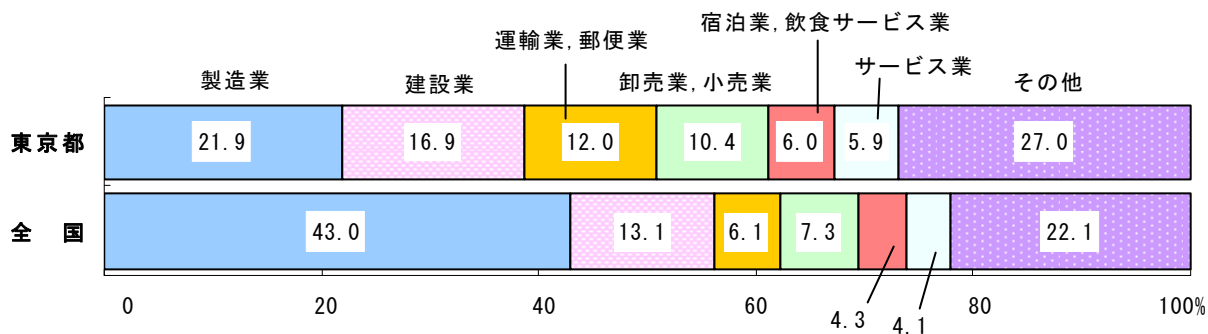 運輸業,郵便業
宿泊業,飲食サービス業
サービス業
製造業 建設業 卸売業,小売業 その他
東京都 21.9 16.9 12.0 10.4 6.0 5.9 27.0
全国 43.0 13.1 6.1 7.3 22.1
4.3 4.1
0 20 40 60 80 100%